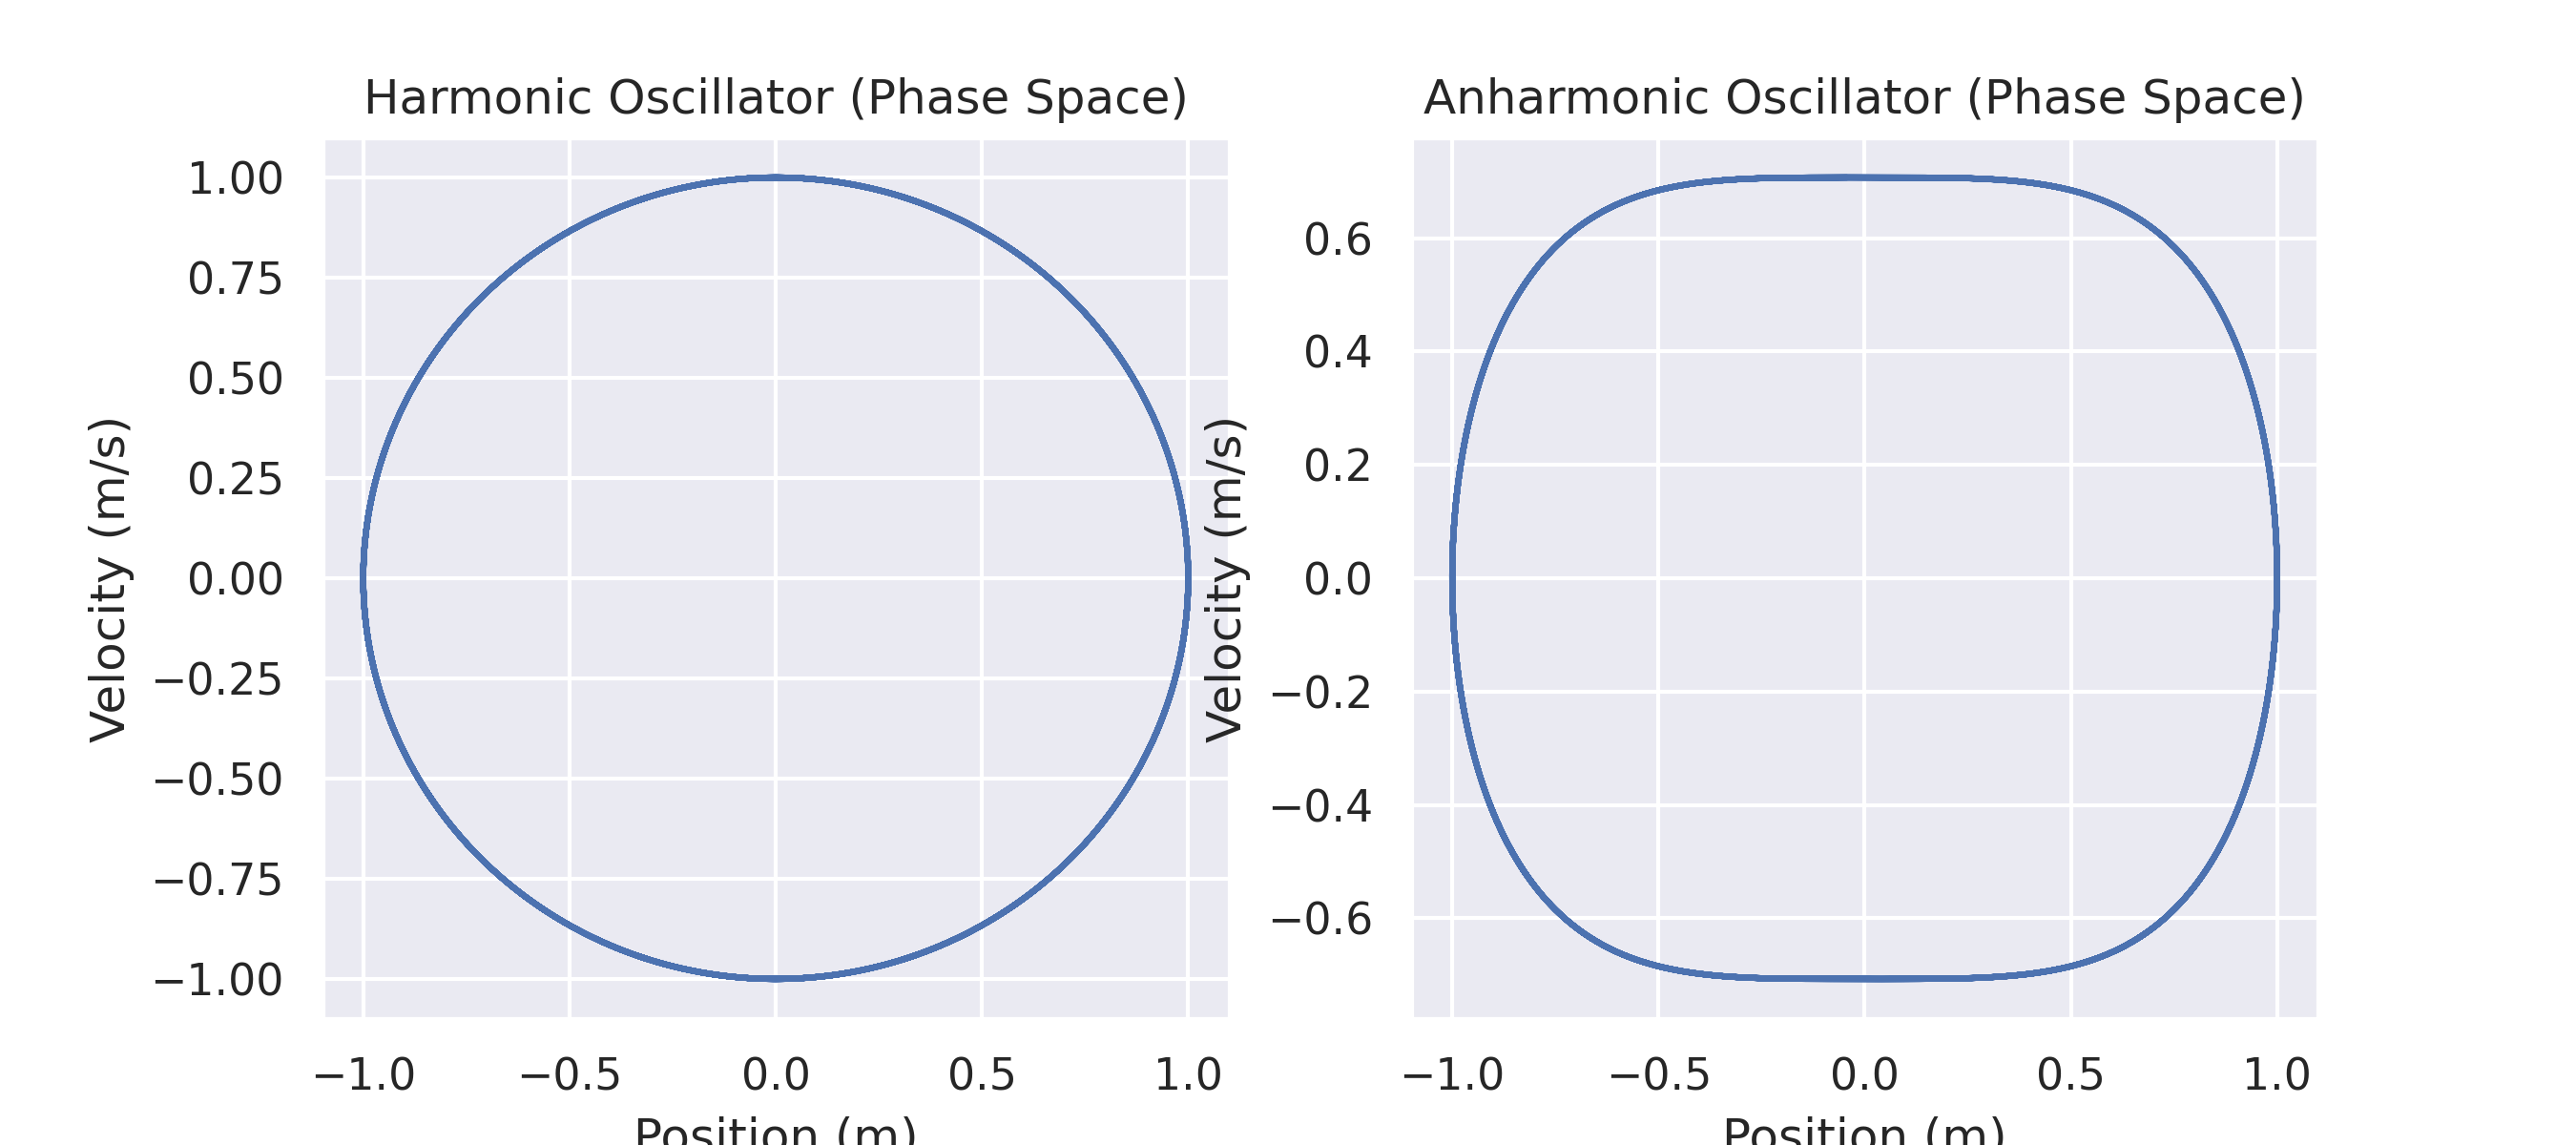 Harmonic Oscillator (Phase Space)
1.00
0.75
0.50
0.25
0.00
−0.25
−0.50
−0.75
−1.00
Velocity (m/s)
−1.0 −0.5 0.0 0.5 1.0
Position (m)
Anharmonic Oscillator (Phase Space)
0.6
0.4
0.2
0.0
−0.2
−0.4
−0.6
Velocity (m/s)
−1.0 −0.5 0.0 0.5 1.0
Position (m)